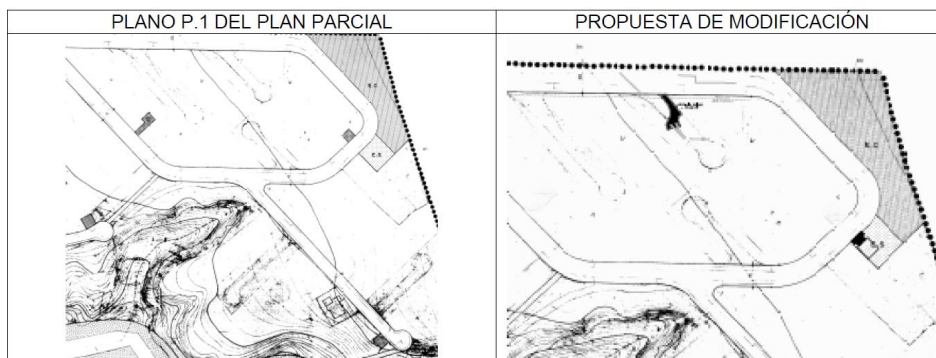 PLANO P.1 DEL PLAN PARCIAL
PROPUESTA DE MODIFICACIÓN
E.C
E.S
E.C
E.S